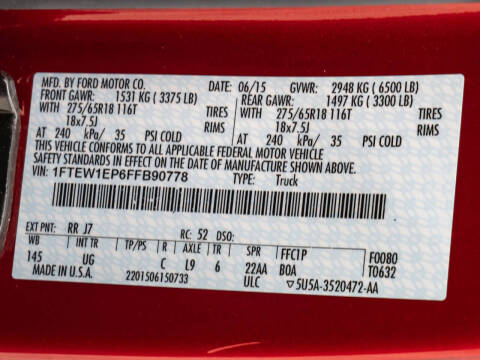 MFD. BY FORD MOTOR CO. DATE: 06/15 GVWR: 2948 KG ( 6500 LB)
FRONT GAWR: 1531 KG ( 3375 LB) REAR GAWR: 1497 KG ( 3300 LB)
WITH 275/65R18 116T TIRES WITH 275/65R18 116T TIRES
18x7.5J RIMS 18x7.5J RIMS
AT 240 kPa/ 35 PSI COLD AT 240 kPa/ 35 PSI COLD
THIS VEHICLE CONFORMS TO ALL APPLICABLE FEDERAL MOTOR VEHICLE
SAFETY STANDARDS IN EFFECT ON THE
DATE OF MANUFACTURE SHOWN ABOVE.
VIN: 1FTEW1EP6FFB90778 TYPE: Truck
EXT PNT: RR J7 RC: 52 DSO:
WB INT TR TP/PS R AXLE TR SPR FFC1P F0080
145 UG C L9 6 22AA BOA T0632
MADE IN U.S.A. 2201506150733 ULC ▽5U5A-3520472-AA